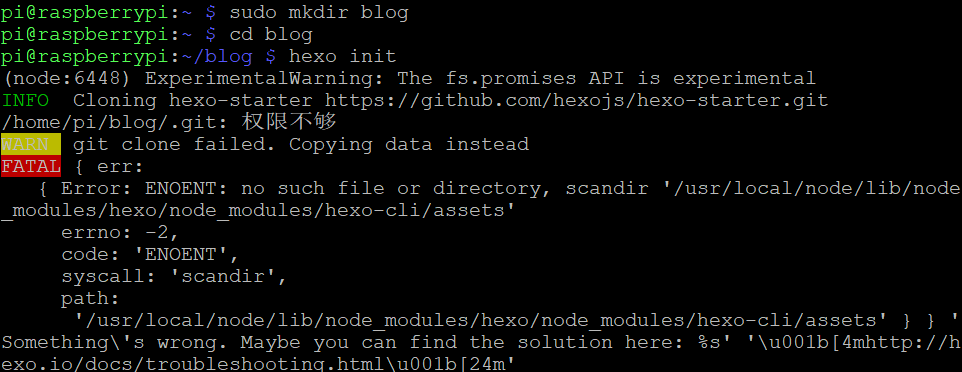 pi@raspberrypi:~ $ sudo mkdir blog
pi@raspberrypi:~ $ cd blog
pi@raspberrypi:~/blog $ hexo init
(node:6448) ExperimentalWarning: The fs.promises API is experimental
INFO  Cloning hexo-starter https://github.com/hexojs/hexo-starter.git
/home/pi/blog/.git: 权限不够
WARN  git clone failed. Copying data instead
FATAL { err:
   { Error: ENOENT: no such file or directory, scandir '/usr/local/node/lib/node
_modules/hexo/node_modules/hexo-cli/assets'
     errno: -2,
     code: 'ENOENT',
     syscall: 'scandir',
     path:
      '/usr/local/node/lib/node_modules/hexo/node_modules/hexo-cli/assets' } } '
Something\'s wrong. Maybe you can find the solution here: %s' '\u001b[4mhttp://h
exo.io/docs/troubleshooting.html\u001b[24m'